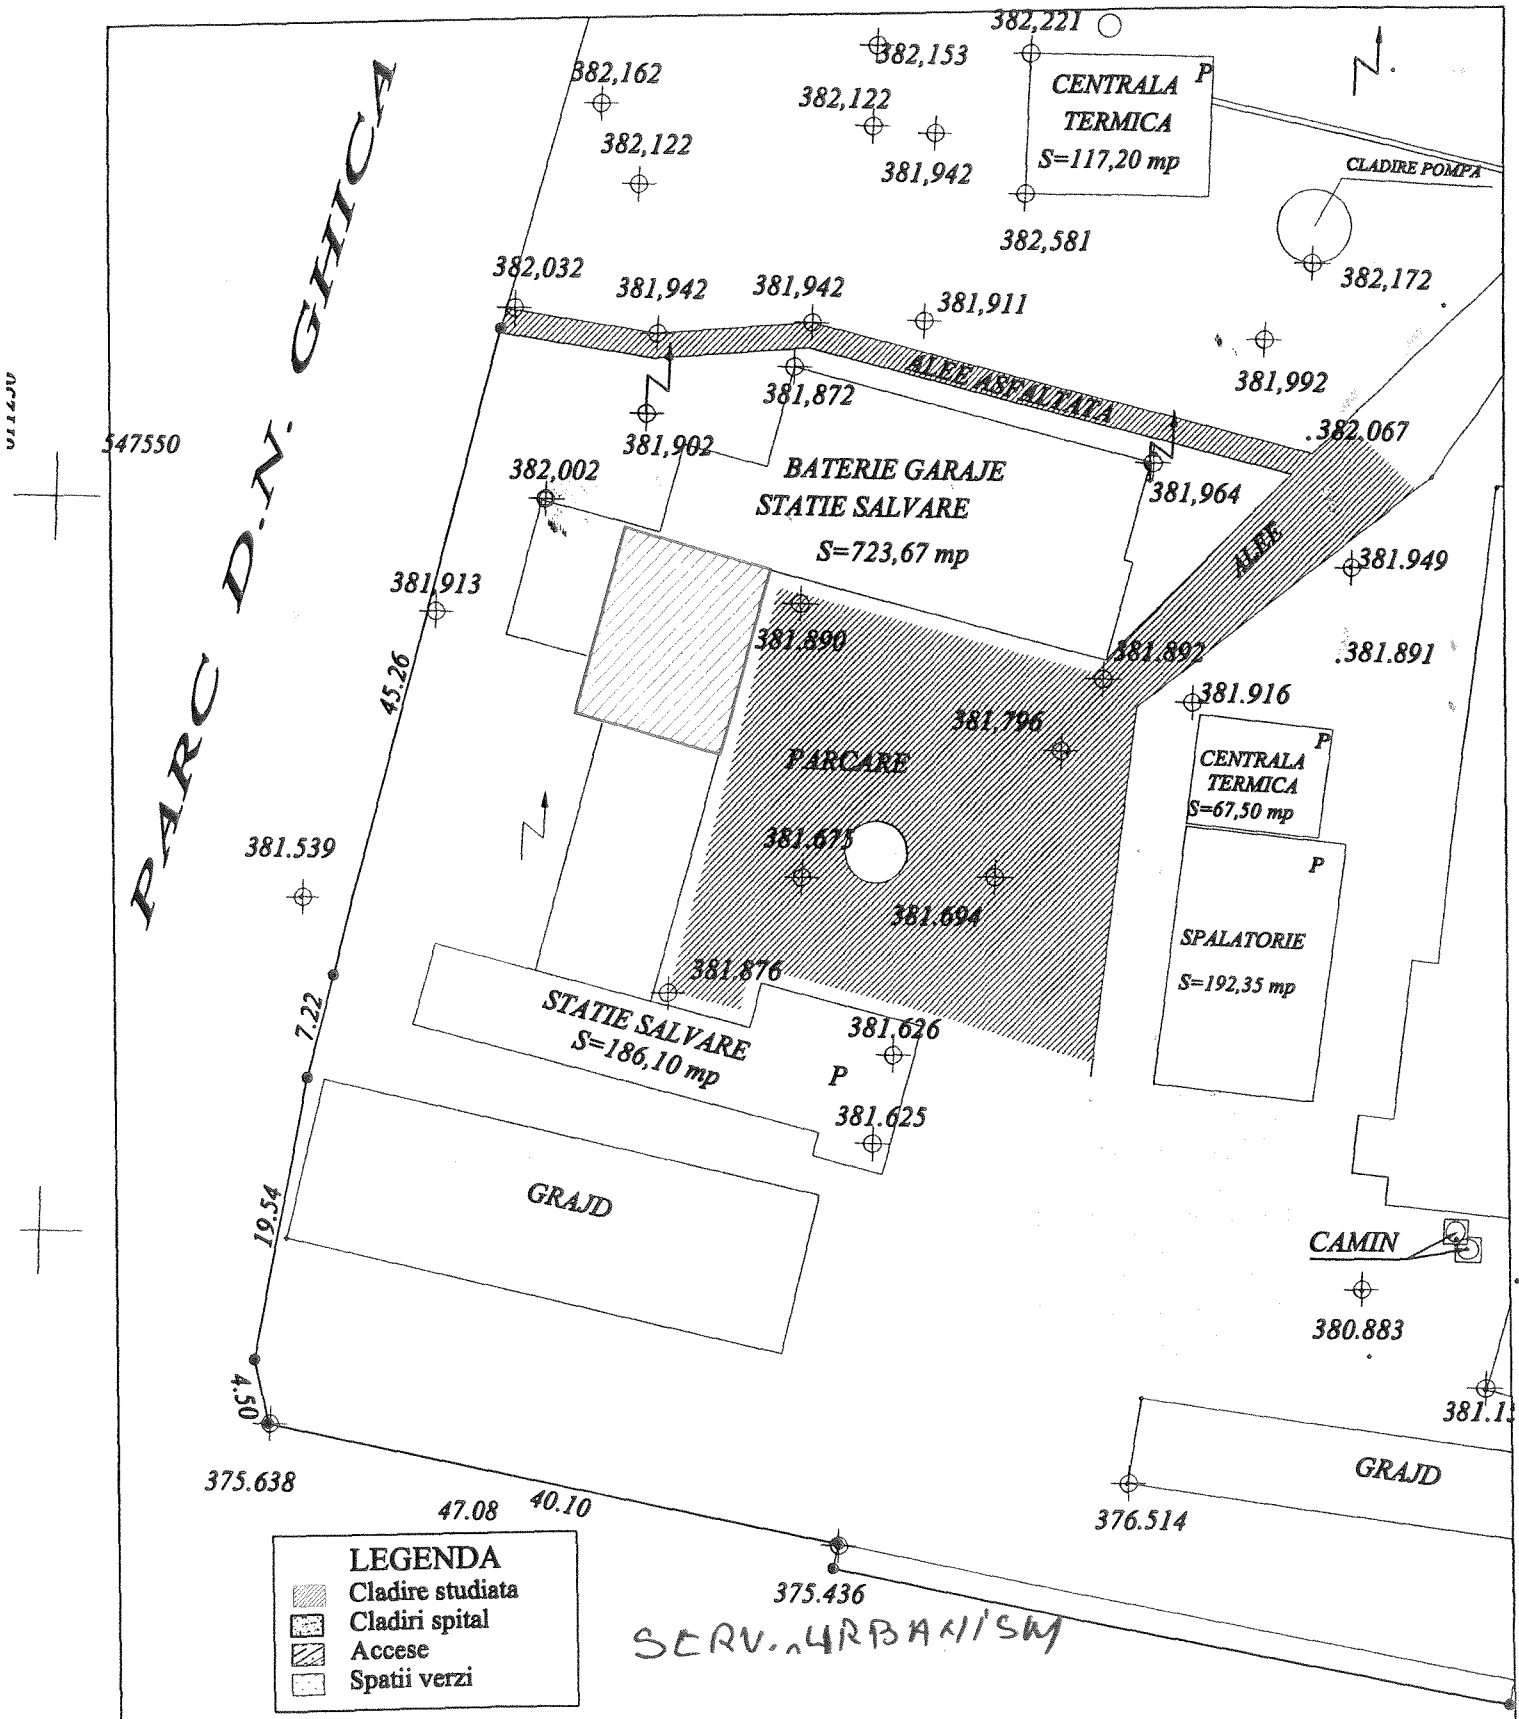 382,221
382,153
382,162
P
CENTRALA
TERMICA
S=117,20 mp
382,122
382,122
381,942
CLADIRE POMPA
382,581
382,032
381,942
381,942
381,911
382,172
PARC D.N. GHICA
ALEE ASFALTATA
381,992
381,872
382.067
547550
381,902
382,002
BATERIE GARAJE
STATIE SALVARE
S=723,67 mp
381,964
ALEE
381.949
381,913
381.890
381.892
381.891
45.26
381.916
381,796
PARCARE
P
CENTRALA
TERMICA
S=67,50 mp
381.539
381.675
P
381.694
SPALATORIE
S=192,35 mp
381.876
7.22
STATIE SALVARE
S=186,10 mp
381.626
P
381.625
GRAJD
19.54
CAMIN
380.883
4.50
GRAJD
375.638
47.08
40.10
376.514
LEGENDA
Cladire studiata
Cladiri spital
Accese
Spatii verzi
375.436
SERV. URBANISM